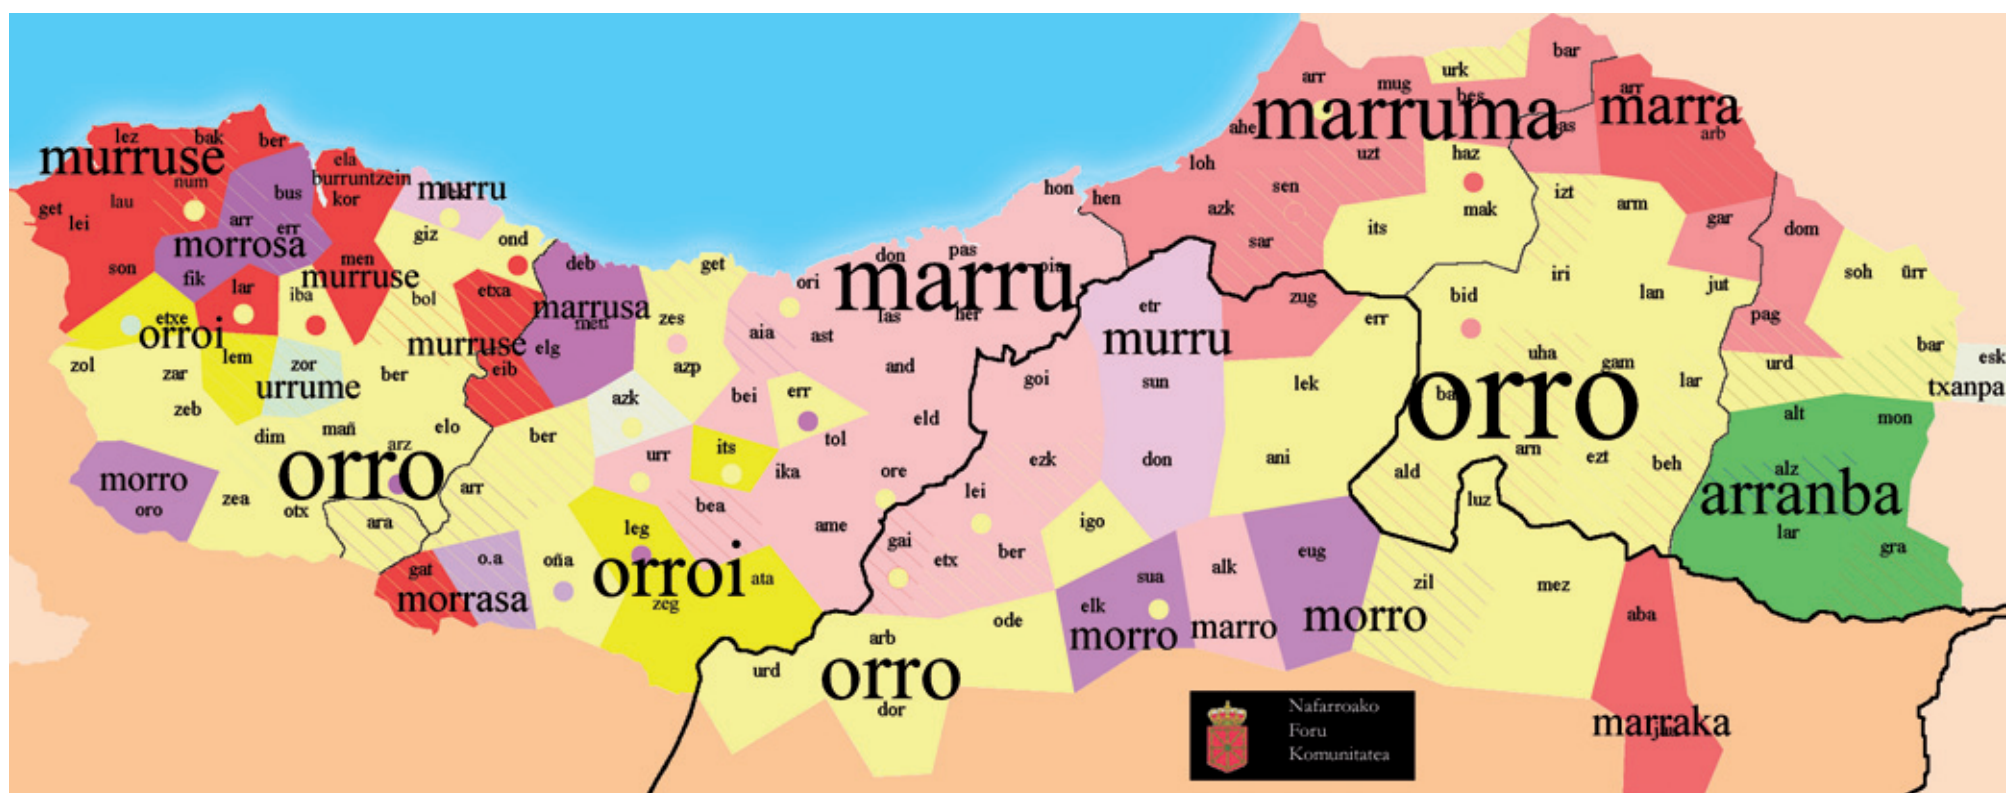 bar
urk
arr
mug
arr
bes
marruma
marra
lez
bak
ber
ahe
arb
murruse
ela
uzt
haz
loh
num
burruntzein
murru
sen
hon
izt
bus
kor
hen
lau
azk
mak
arm
get
lei
arr
err
giz
ond
its
gar
dom
morrosa
sar
son
men
deb
get
don
pas
marru
fik
murruse
lar
iba
etxa
bol
ori
iri
soh
ürr
lan
jut
zug
bid
etr
marrusa
men
las
her
err
etxe
orroi
zes
aia
ast
pag
murruse
elg
murru
uha
bar
esk
lem
zor
zol
zar
eib
azp
and
gam
urd
urrume
ber
goi
sun
lek
lar
txanpa
zeb
azk
bei
err
orro
alt
mon
dim
mañ
elo
ber
eld
tol
arz
orro
its
urr
ika
don
ani
arn
ezt
beh
ezk
morro
ore
ald
alz
arranba
oro
zea
otx
arr
lei
luz
ara
bea
ame
igo
lar
leg
gai
gra
o.a
oña
etx
ber
eug
gat
orroi
ata
sua
alk
zil
mez
morrasa
zeg
elk
ode
morro
marro
morro
aba
arb
urd
orro
dor
Nafarroako
Foru
Komunitatea
marraka